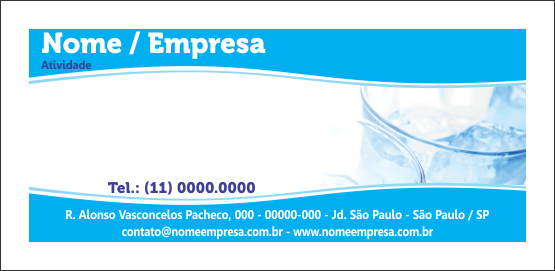 Nome / Empresa
Atividade
Tel.: (11) 0000.0000
R. Alonso Vasconcelos Pacheco, 000 - 00000-000 - Jd. São Paulo - São Paulo / SP
contato@nomeempresa.com.br - www.nomeempresa.com.br